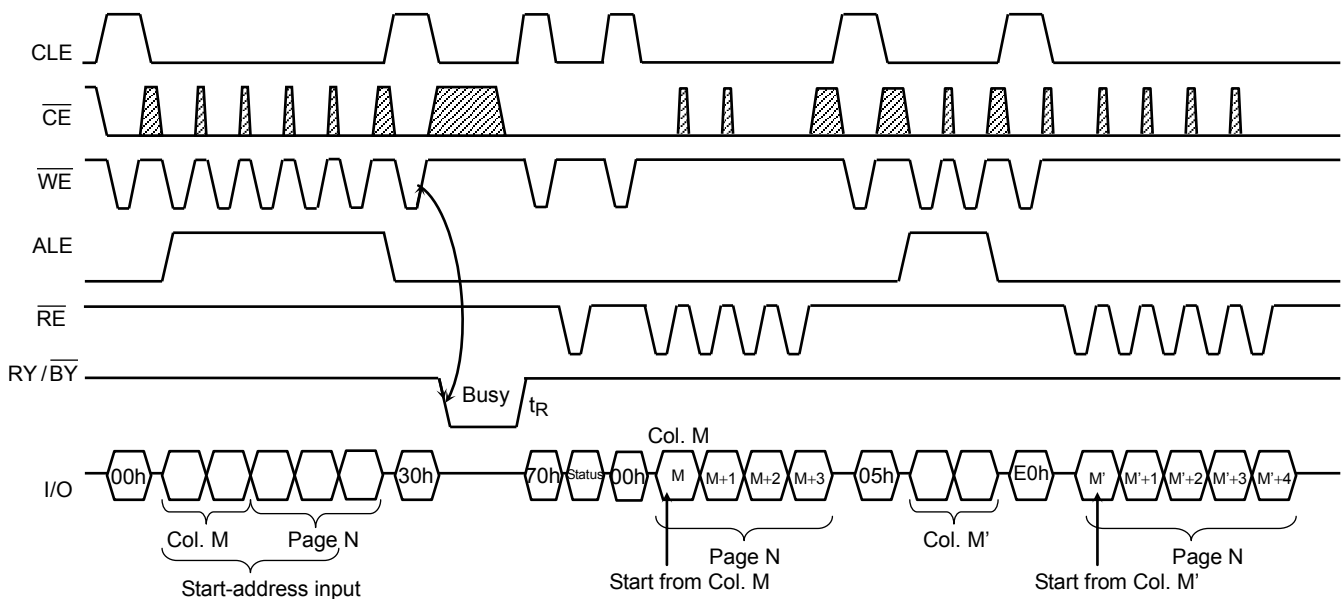 CLE
CE
WE
ALE
RE
RY/BY
Busy
tR
Col. M
I/O
00h
30h
70h
Status
00h
M
M+1
M+2
M+3
05h
E0h
M'
M'+1
M'+2
M'+3
M'+4
Col. M
Page N
Page N
Col. M'
Page N
Start-address input
Start from Col. M
Start from Col. M'